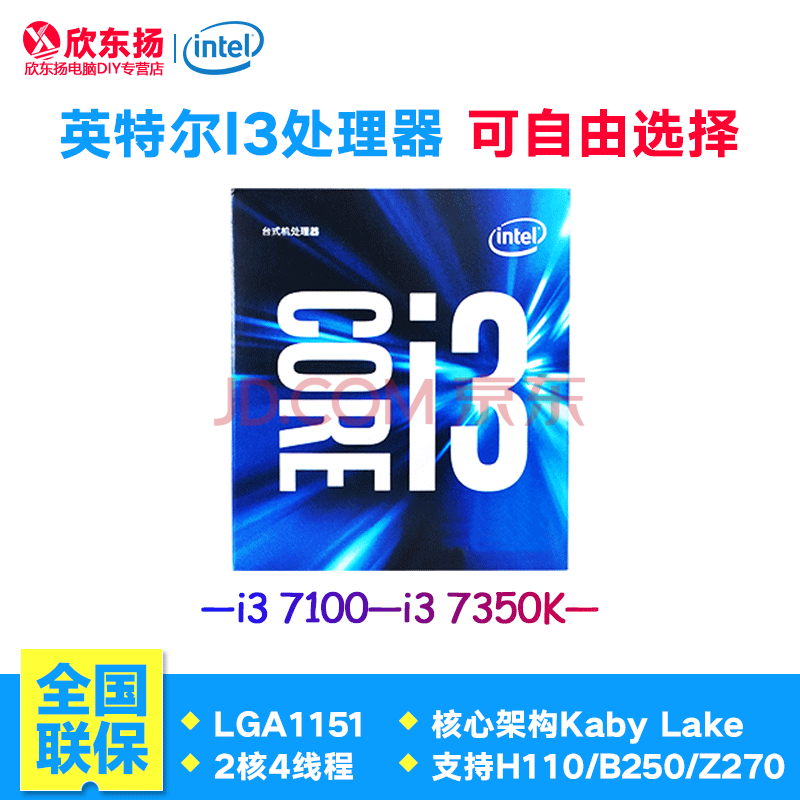 欣东扬
欣东扬电脑DIY专营店
intel
英特尔I3处理器 可自由选择
台式机处理器
intel
CORE i3
JD.COM 京东
—i3 7100—i3 7350K—
全国
联保
LGA1151
核心架构Kaby Lake
2核4线程
支持H110/B250/Z270